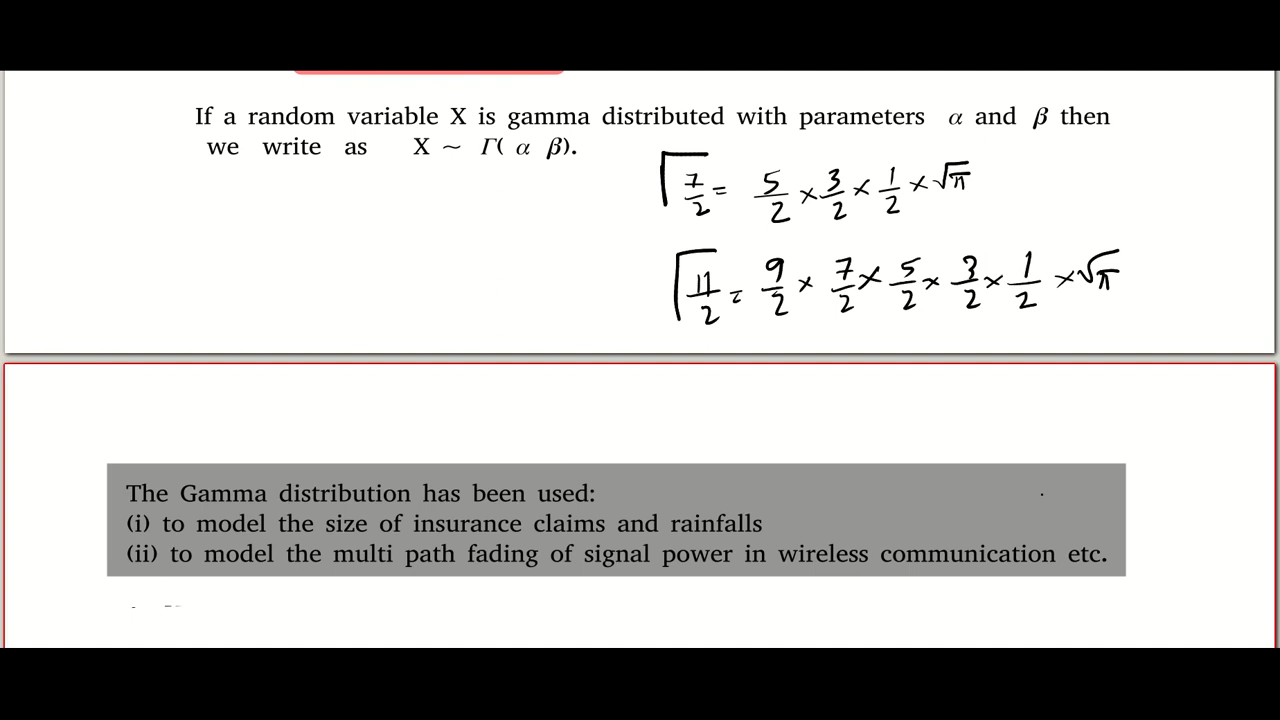 If a random variable X is gamma distributed with parameters α and β then
we write as X ~ Γ( α β).
Γ7/2 = 5/2 × 3/2 × 1/2 × √π
Γ11/2 = 9/2 × 7/2 × 5/2 × 3/2 × 1/2 × √π
The Gamma distribution has been used:
(i) to model the size of insurance claims and rainfalls
(ii) to model the multi path fading of signal power in wireless communication etc.